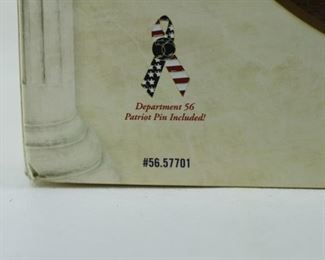 Department 56
Patriot Pin Included!
#56.57701